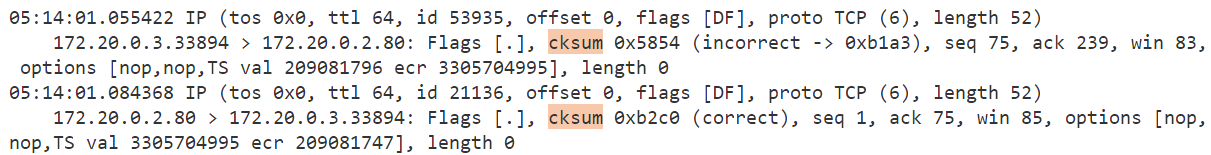 05:14:01.055422 IP (tos 0x0, ttl 64, id 53935, offset 0, flags [DF], proto TCP (6), length 52)
172.20.0.3.33894 > 172.20.0.2.80: Flags [.], cksum 0x5854 (incorrect -> 0xb1a3), seq 75, ack 239, win 83,
options [nop,nop,TS val 209081796 ecr 3305704995], length 0
05:14:01.084368 IP (tos 0x0, ttl 64, id 21136, offset 0, flags [DF], proto TCP (6), length 52)
172.20.0.2.80 > 172.20.0.3.33894: Flags [.], cksum 0xb2c0 (correct), seq 1, ack 75, win 85, options [nop,
nop,TS val 3305704995 ecr 209081747], length 0